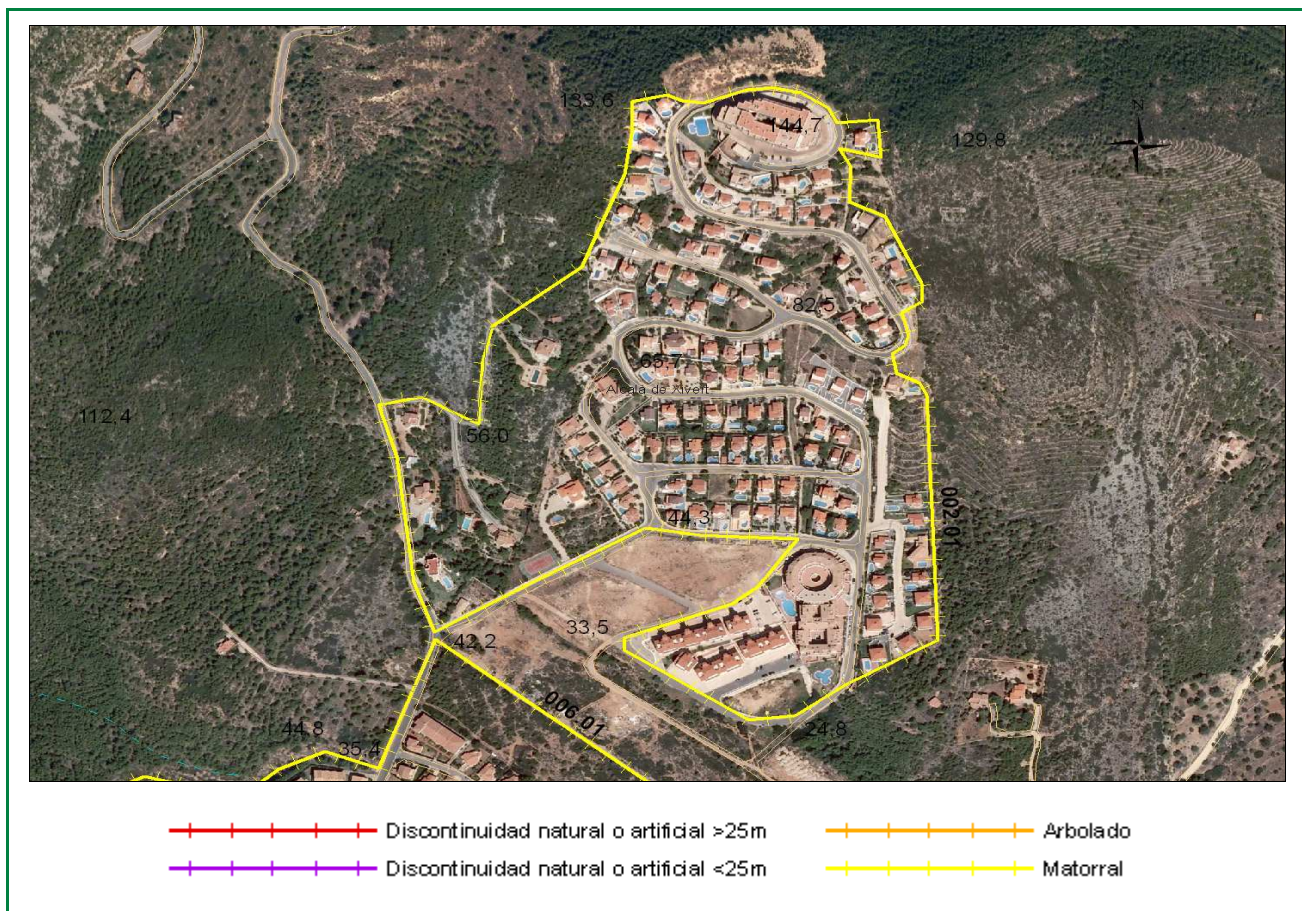 133,6
144,7
N
129,8
82,5
65,7
Alcalà de Xivert
112,4
56,0
002.01
44,3
33,5
42,2
006.01
44,8
35,4
24,8
Discontinuidad natural o artificial >25m
Arbolado
Discontinuidad natural o artificial <25m
Matorral